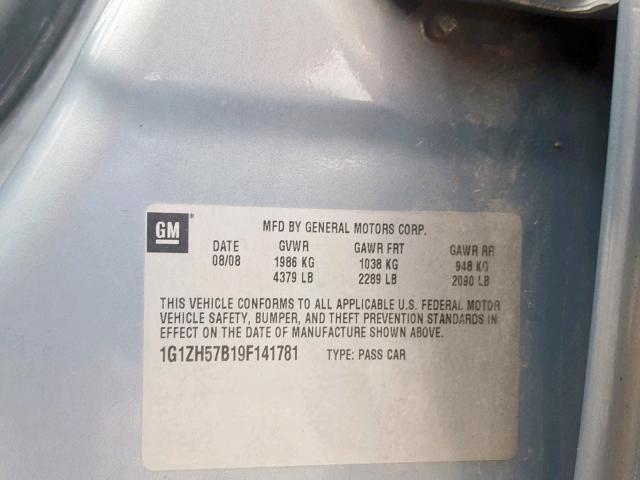 GM ®
MFD BY GENERAL MOTORS CORP.
DATE GVWR GAWR FRT GAWR RR
08/08 1986 KG 1038 KG 948 KG
4379 LB 2289 LB 2090 LB
THIS VEHICLE CONFORMS TO ALL APPLICABLE U.S. FEDERAL MOTOR
VEHICLE SAFETY, BUMPER, AND THEFT PREVENTION STANDARDS IN
EFFECT ON THE DATE OF MANUFACTURE SHOWN ABOVE.
1G1ZH57B19F141781 TYPE: PASS CAR